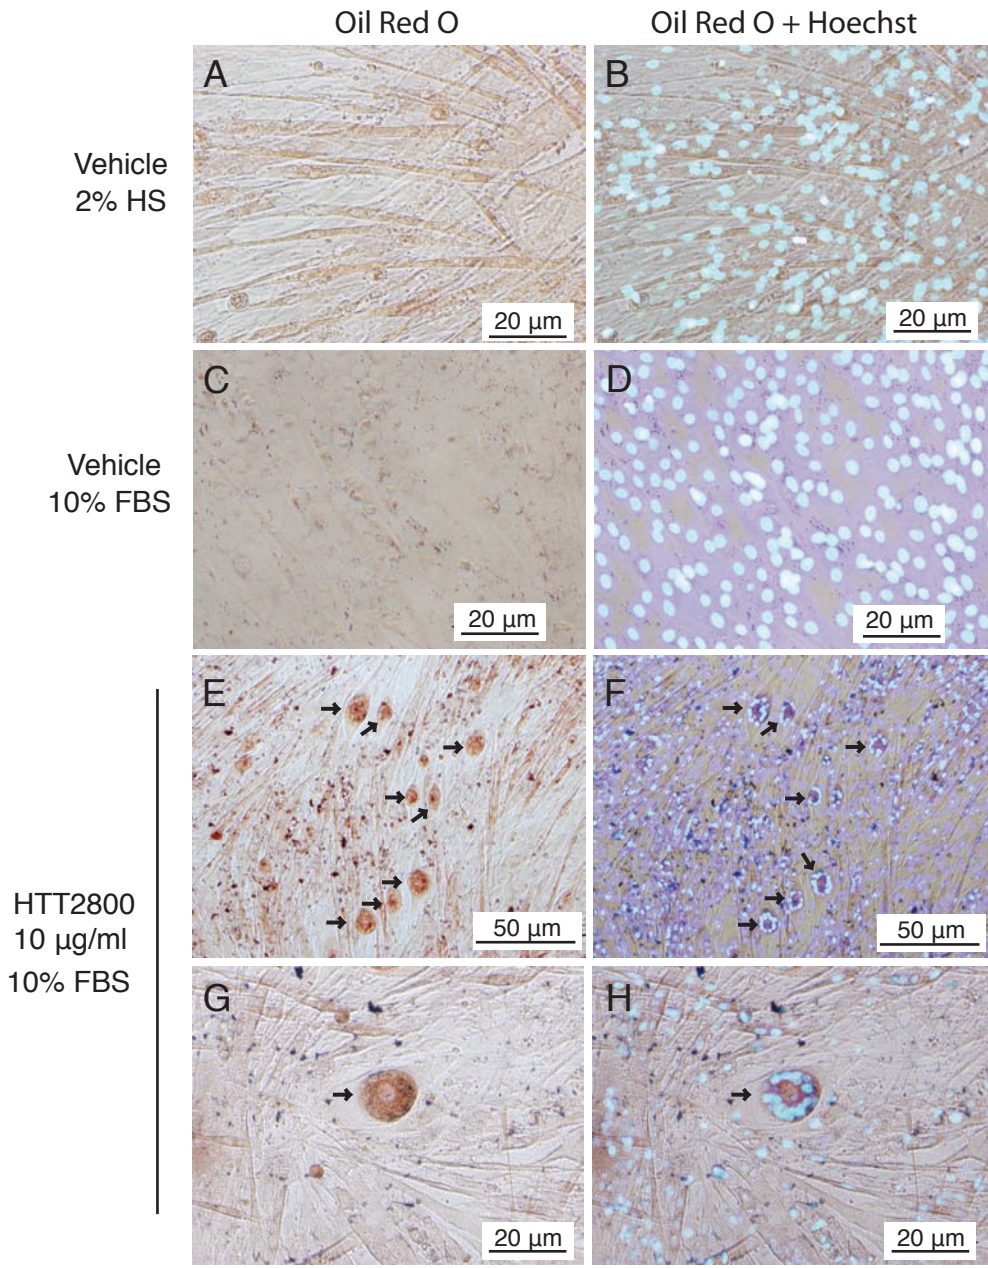 Oil Red O
Oil Red O + Hoechst
A
B
Vehicle
2% HS
20 µm
20 µm
C
D
Vehicle
10% FBS
20 µm
20 µm
E
F
HTT2800
10 µg/ml
10% FBS
50 µm
50 µm
G
H
20 µm
20 µm